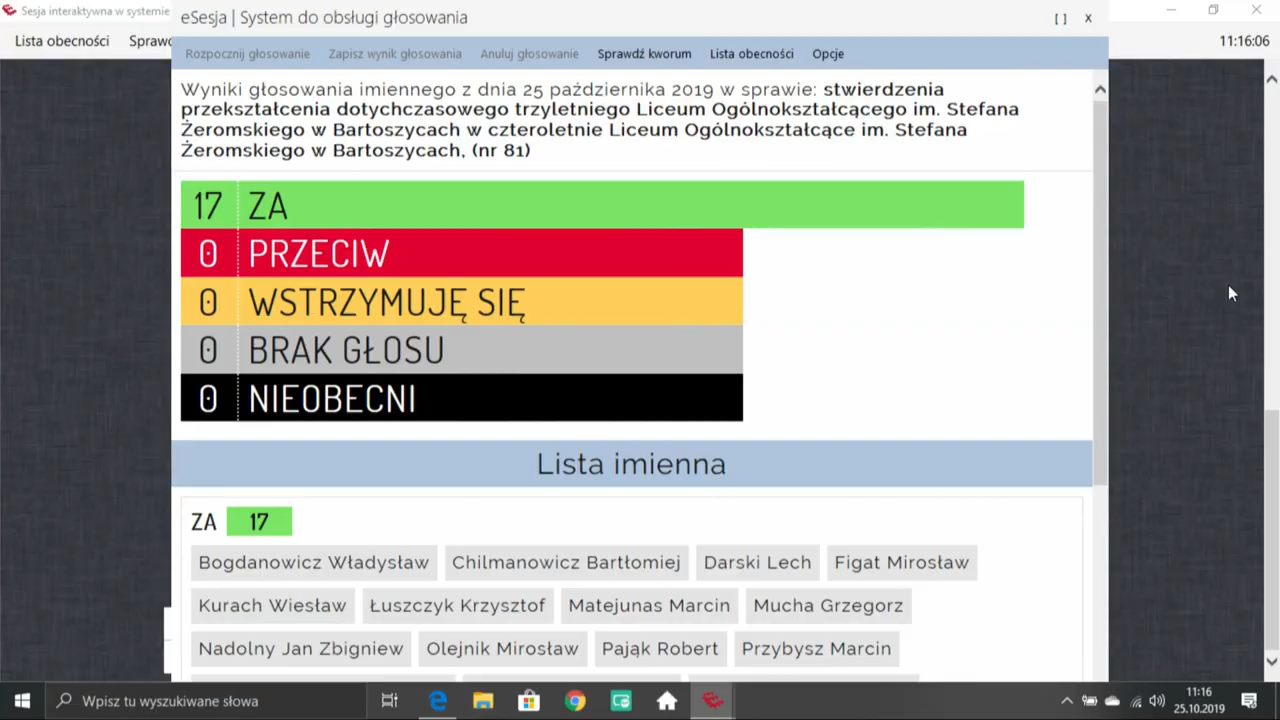 Sesja interaktywna w systemie
eSesja | System do obsługi głosowania
[ ] x
Lista obecności
11:16:06
Rozpocznij głosowanie Zapisz wynik głosowania Anuluj głosowanie Sprawdź kworum Lista obecności Opcje
Wyniki głosowania imiennego z dnia 25 października 2019 w sprawie: stwierdzenia
przekształcenia dotychczasowego trzyletniego Liceum Ogólnokształcącego im. Stefana
Żeromskiego w Bartoszycach w czteroletnie Liceum Ogólnokształcące im. Stefana
Żeromskiego w Bartoszycach, (nr 81)
17 ZA
0 PRZECIW
0 WSTRZYMUJĘ SIĘ
0 BRAK GŁOSU
0 NIEOBECNI
Lista imienna
ZA 17
Bogdanowicz Władysław Chilmanowicz Bartłomiej Darski Lech Figat Mirosław
Kurach Wiesław Łuszczyk Krzysztof Matejunas Marcin Mucha Grzegorz
Nadolny Jan Zbigniew Olejnik Mirosław Pająk Robert Przybysz Marcin
Wpisz tu wyszukiwane słowa
11:16
25.10.2019